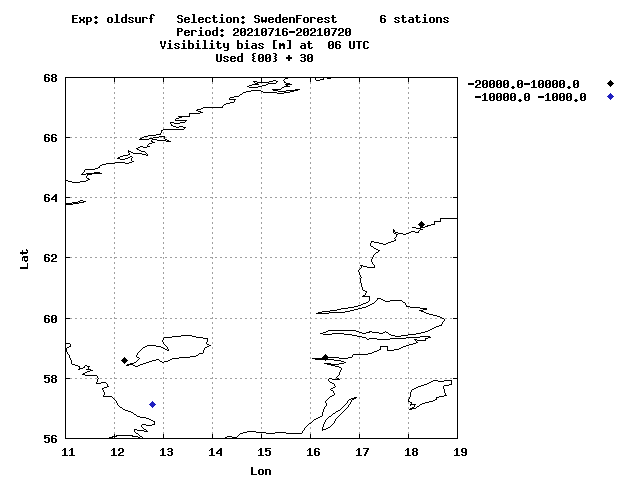 Exp: oldsurf   Selection: SwedenForest      6 stations
Period: 20210716-20210720
Visibility bias [m] at  06 UTC
Used {00} + 30
-20000.0-10000.0
-10000.0 -1000.0
68
66
64
62
60
58
56
Lat
11 12 13 14 15 16 17 18 19
Lon